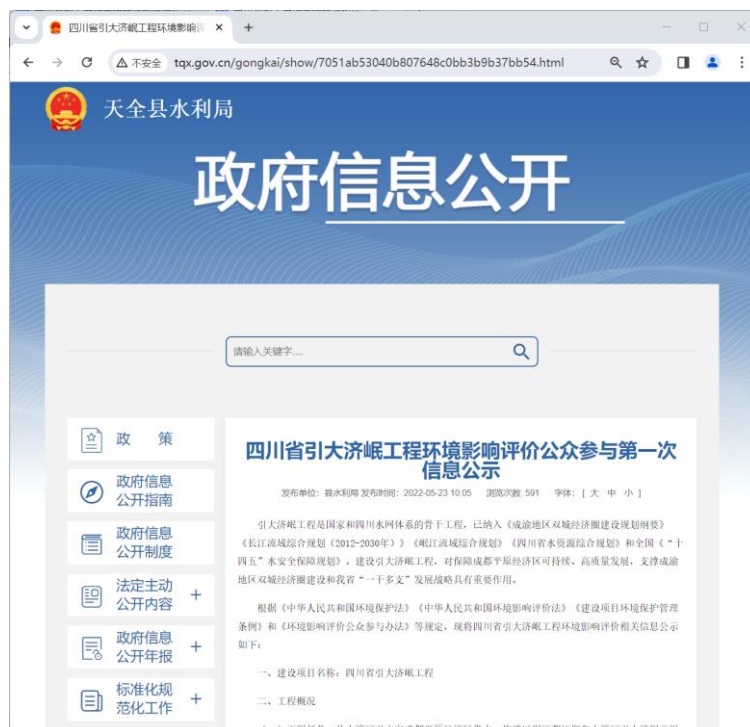 四川省引大济岷工程环境影响评
不安全 tqx.gov.cn/gongkai/show/7051ab53040b807648c0bb3b9b37bb54.html
天全县水利局
政府信息公开
请输入关键字....
政 策
政府信息
公开指南
政府信息
公开制度
法定主动
公开内容
政府信息
公开年报
标准化规
范化工作
四川省引大济岷工程环境影响评价公众参与第一次
信息公示
发布单位：县水利局 发布时间：2022-05-23 10:05 浏览次数 591 字体：[ 大 中 小 ]
引大济岷工程是国家和四川水网体系的骨干工程，已纳入《成渝地区双城经济圈建设规划纲要》
《长江流域综合规划（2012-2030年）》《岷江流域综合规划》《四川省水资源综合规划》和全国《“十
四五”水安全保障规划》。建设引大济岷工程，对保障成都平原经济区可持续、高质量发展，支撑成渝
地区双城经济圈建设和我省“一干多支”发展战略具有重要作用。
根据《中华人民共和国环境保护法》《中华人民共和国环境影响评价法》《建设项目环境保护管理
条例》和《环境影响评价公众参与办法》等规定，现将四川省引大济岷工程环境影响评价相关信息公示
如下：
一、建设项目名称：四川省引大济岷工程
二、工程概况